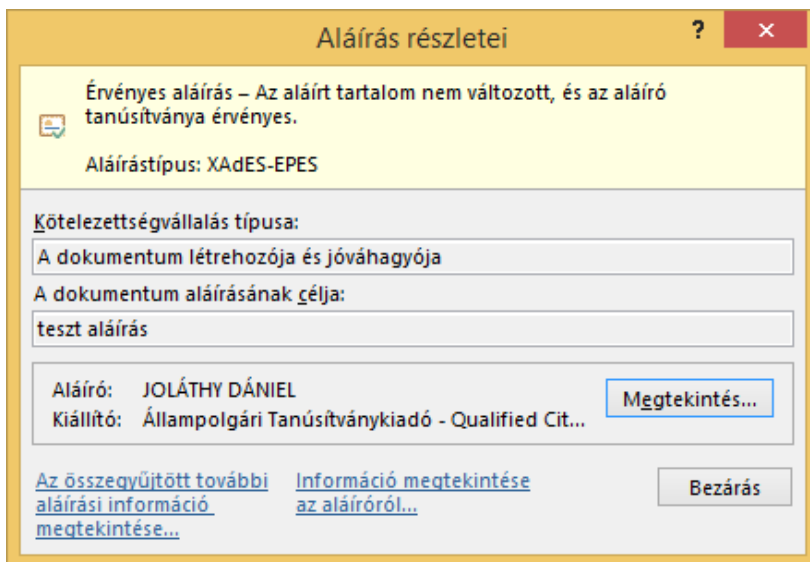 Aláírás részletei
? ×
Érvényes aláírás – Az aláírt tartalom nem változott, és az aláíró
tanúsítványa érvényes.
Aláírástípus: XAdES-EPES
Kötelezettségvállalás típusa:
A dokumentum létrehozója és jóváhagyója
A dokumentum aláírásának célja:
teszt aláírás
Aláíró: JOLÁTHY DÁNIEL
Kiállító: Állampolgári Tanúsítványkiadó - Qualified Cit...
Megtekintés...
Az összegyűjtött további
aláírási információ
megtekintése...
Információ megtekintése
az aláíróról...
Bezárás